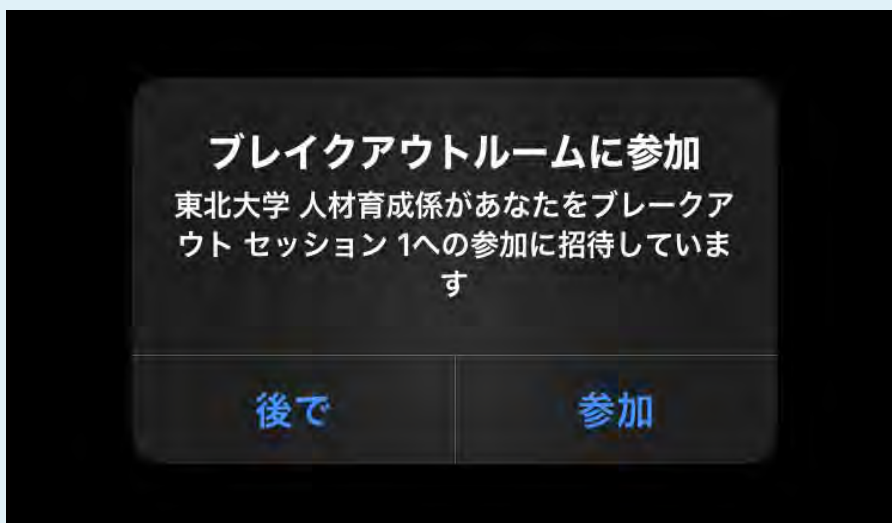 ブレイクアウトルームに参加
東北大学 人材育成係があなたをブレークア
ウト セッション 1への参加に招待していま
す
後で
参加